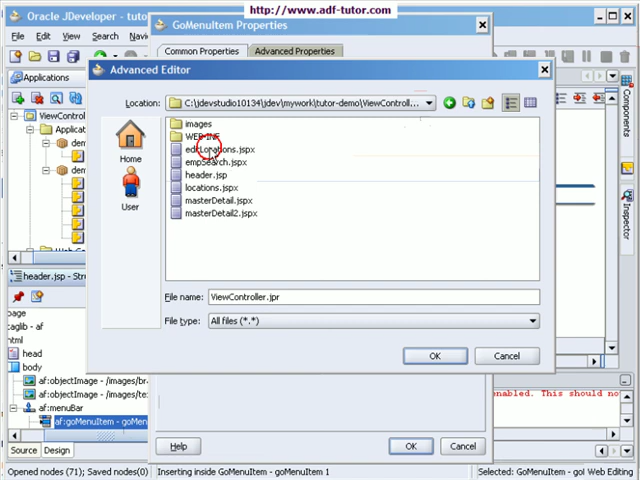 http://www.adf-tutor.com
Oracle JDeveloper - tutor
GoMenuItem Properties
File Edit View Search
Common Properties
Advanced Properties
Applications
Advanced Editor
Location:
C:\jdevstudio10134\jdev\mywork\tutor-demo\ViewControll...
ViewController
Applicat
images
WEB-INF
editLocations.jspx
empSearch.jspx
header.jsp
locations.jspx
masterDetail.jspx
masterDetail2.jspx
Home
User
Components
Inspector
header.jsp - Str
File name:
ViewController.jpr
page
taglib - af
html
head
body
File type:
All files (*.*)
OK
Cancel
af:objectImage - /images/br
af:objectImage - /images/te
af:menuBar
af:goMenuItem - goMen
enabled. This should no
Source
Design
Help
OK
Cancel
Opened nodes (71); Saved nodes(0)
Inserting inside GoMenuItem - goMenuItem 1
Selected: GoMenuItem - goI
Web Editing